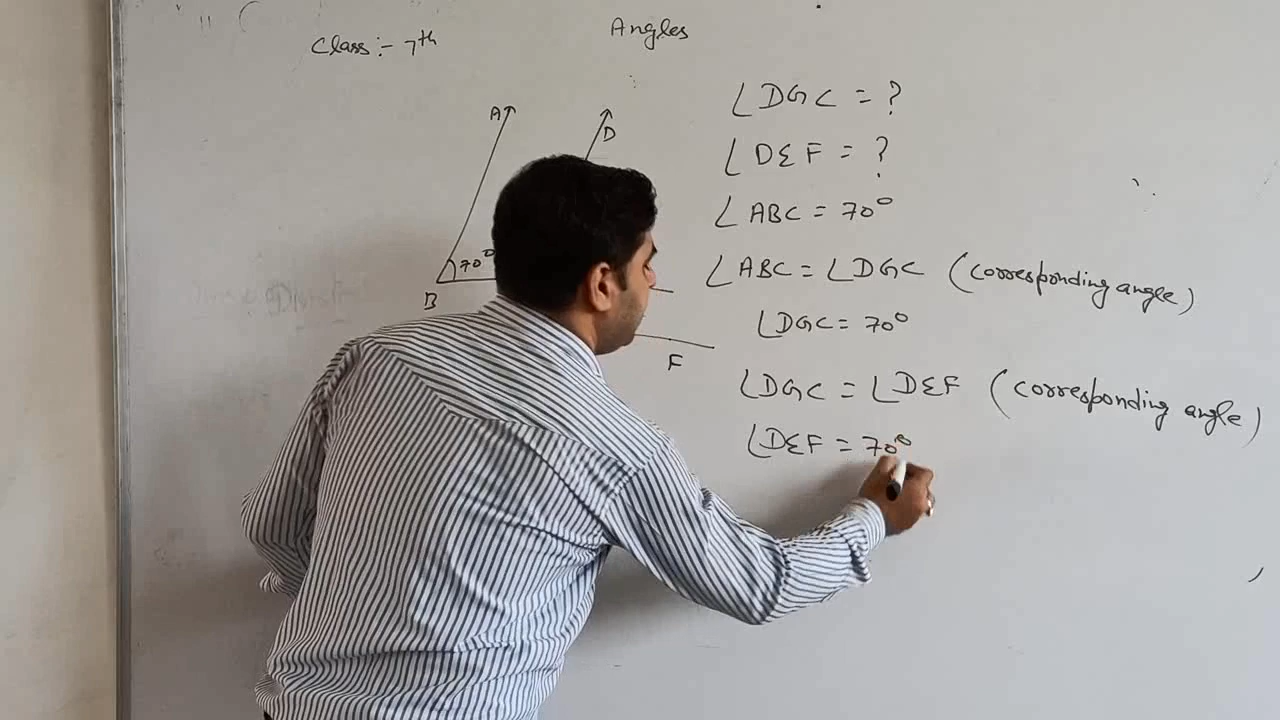 Class :- 7th
Angles
A
D
70°
B
F
∠DGC = ?
∠DEF = ?
∠ABC = 70°
∠ABC = ∠DGC (corresponding angle)
∠DGC = 70°
∠DGC = ∠DEF (corresponding angle)
∠DEF = 70°